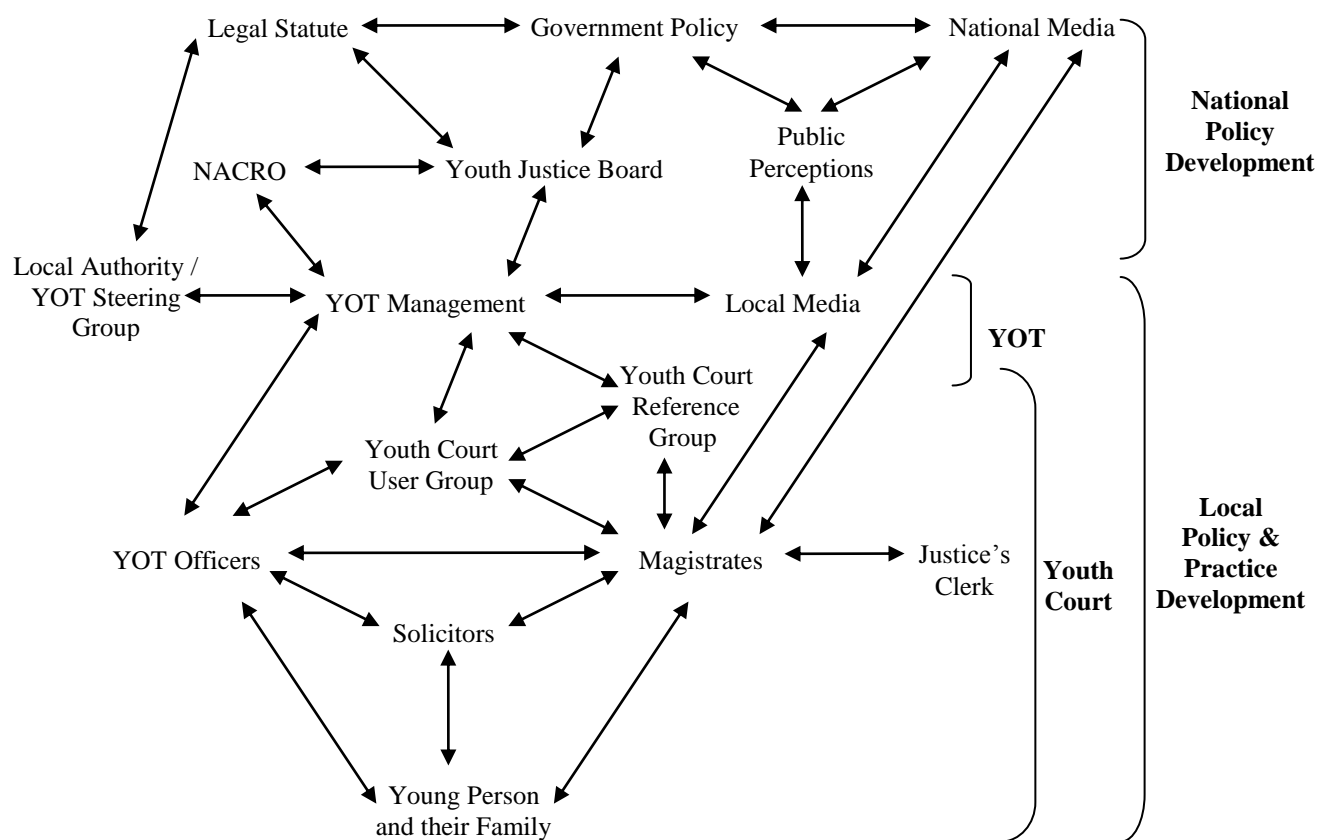 Legal Statute
Government Policy
National Media
National
Policy
Development
Public
Perceptions
NACRO
Youth Justice Board
Local Authority /
YOT Steering
Group
YOT Management
Local Media
YOT
Youth Court
Reference
Group
Youth Court
User Group
YOT Officers
Magistrates
Justice’s
Clerk
Youth
Court
Local
Policy &
Practice
Development
Solicitors
Young Person
and their Family